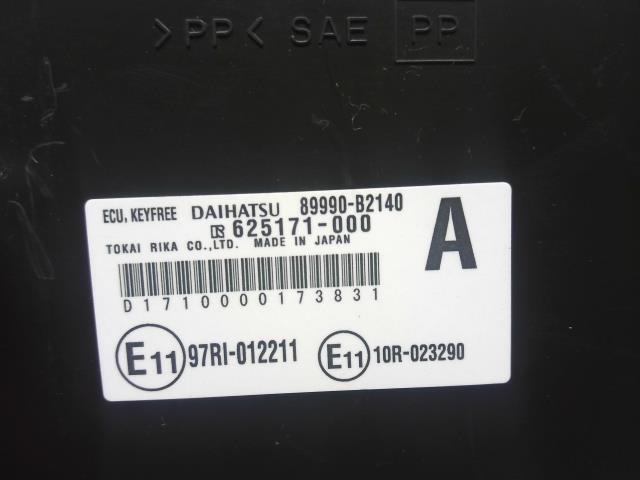 >PP< SAE PP
ECU, KEYFREE DAIHATSU 89990-B2140
625171-000
A
TOKAI RIKA CO.,LTD. MADE IN JAPAN
D1710000173831
E11 97RI-012211 E11 10R-023290